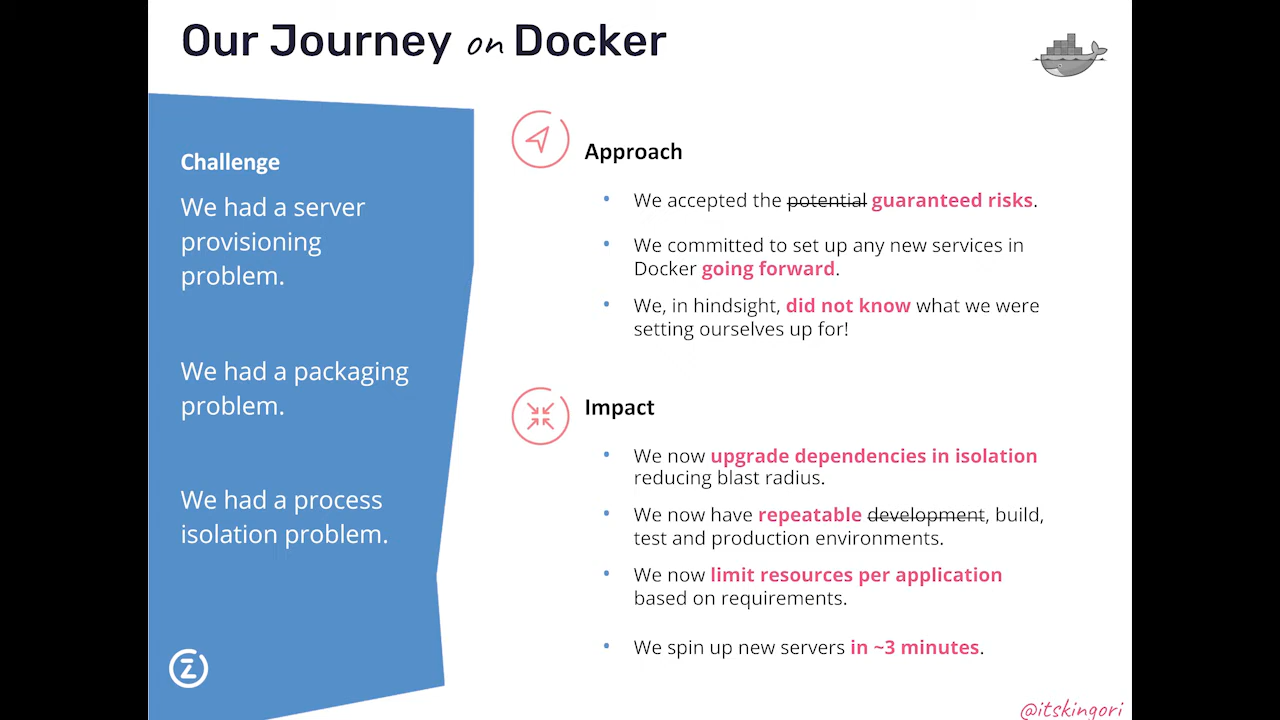 Our Journey on Docker
Challenge
We had a server
provisioning
problem.
We had a packaging
problem.
We had a process
isolation problem.
Approach
• We accepted the potential guaranteed risks.
• We committed to set up any new services in
Docker going forward.
• We, in hindsight, did not know what we were
setting ourselves up for!
Impact
• We now upgrade dependencies in isolation
reducing blast radius.
• We now have repeatable development, build,
test and production environments.
• We now limit resources per application
based on requirements.
• We spin up new servers in ~3 minutes.
Z
@itskingori